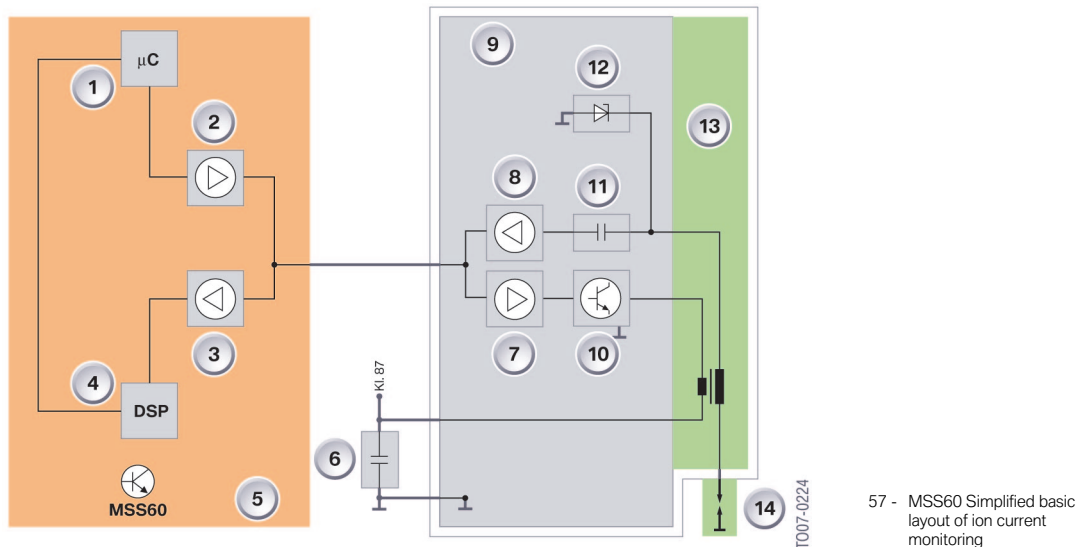 µC
1
2
3
4
DSP
MSS60
5
6
Kl. 87
7
8
9
10
11
12
13
14
TO07-0224
57 - MSS60 Simplified basic
layout of ion current
monitoring